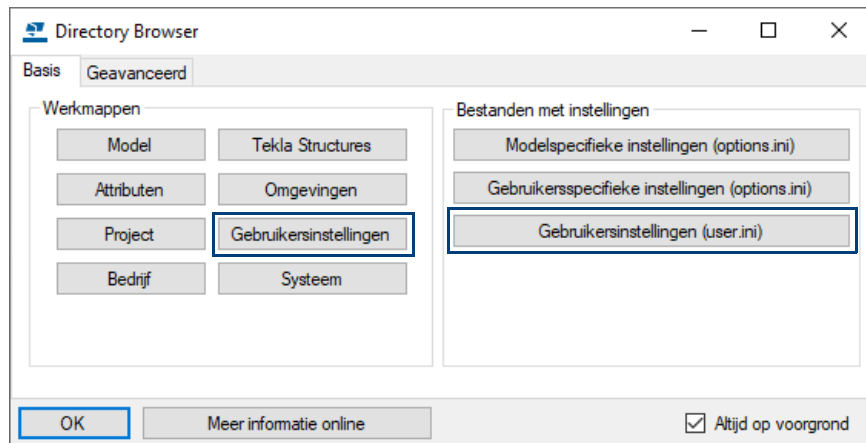 Directory Browser
Basis
Geavanceerd
Werkmappen
Model
Tekla Structures
Attributen
Omgevingen
Project
Gebruikersinstellingen
Bedrijf
Systeem
Bestanden met instellingen
Modelspecifieke instellingen (options.ini)
Gebruikersspecifieke instellingen (options.ini)
Gebruikersinstellingen (user.ini)
OK
Meer informatie online
Altijd op voorgrond